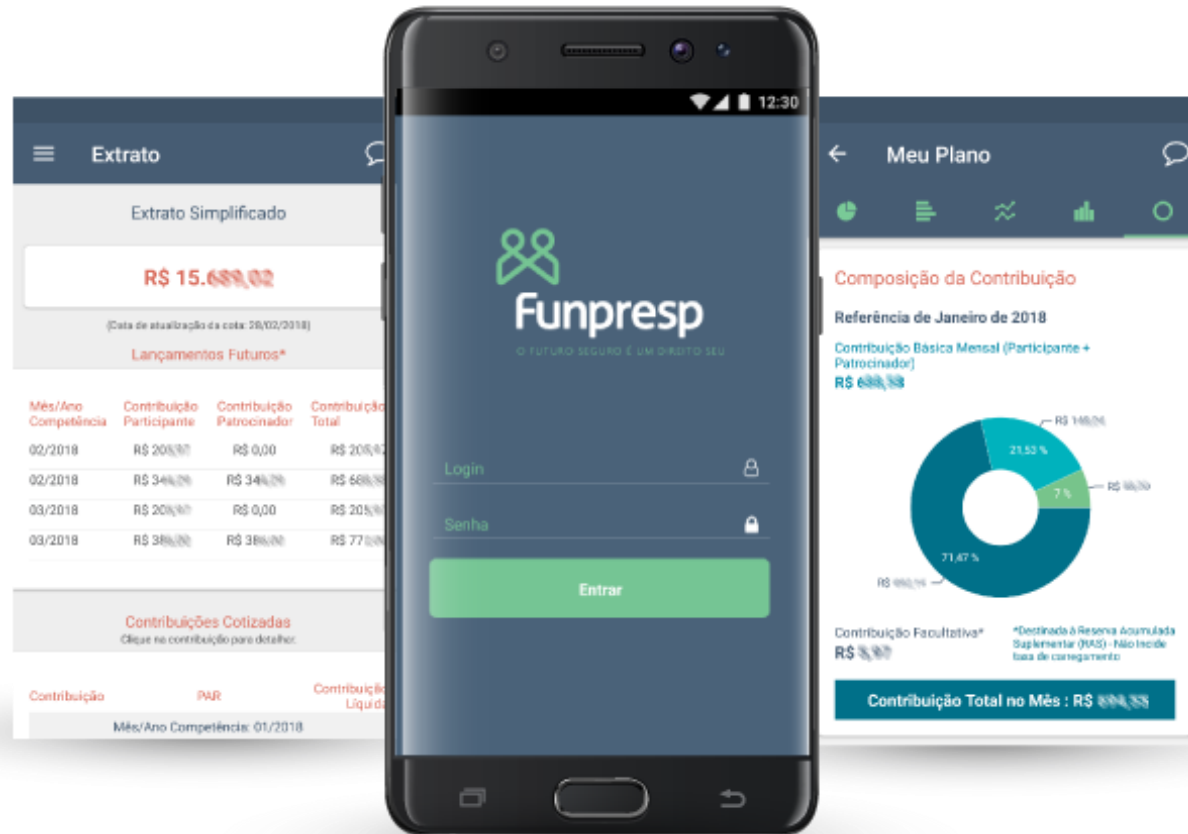 Extrato
Extrato Simplificado
R$ 15.
(Data de atualização da cota: 28/02/2018)
Lançamentos Futuros*
Mês/Ano Competência
Contribuição Participante
Contribuição Patrocinador
Contribuição Total
02/2018 R$ R$ 0,00 R$
02/2018 R$ R$ R$
03/2018 R$ R$ 0,00 R$
03/2018 R$ R$ R$
Contribuições Cotizadas
Clique na contribuição para detalhar.
Contribuição PAR Contribuição Líquida
Mês/Ano Competência: 01/2018
12:30
Funpresp
O FUTURO SEGURO É UM DIREITO SEU
Login
Senha
Entrar
Meu Plano
Composição da Contribuição
Referência de Janeiro de 2018
Contribuição Básica Mensal (Participante +
Patrocinador)
R$
R$
21,53 %
7 %
R$
71,47 %
R$
Contribuição Facultativa*
R$
*Destinada à Reserva Acumulada
Suplementar (RAS) - Não Incide
taxa de carregamento
Contribuição Total no Mês : R$